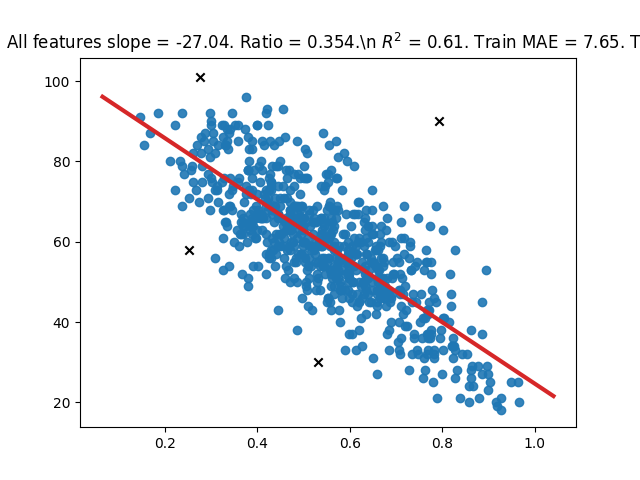 All features slope = -27.04. Ratio = 0.354.\n R² = 0.61. Train MAE = 7.65. T
100
80
60
40
20
0.2 0.4 0.6 0.8 1.0